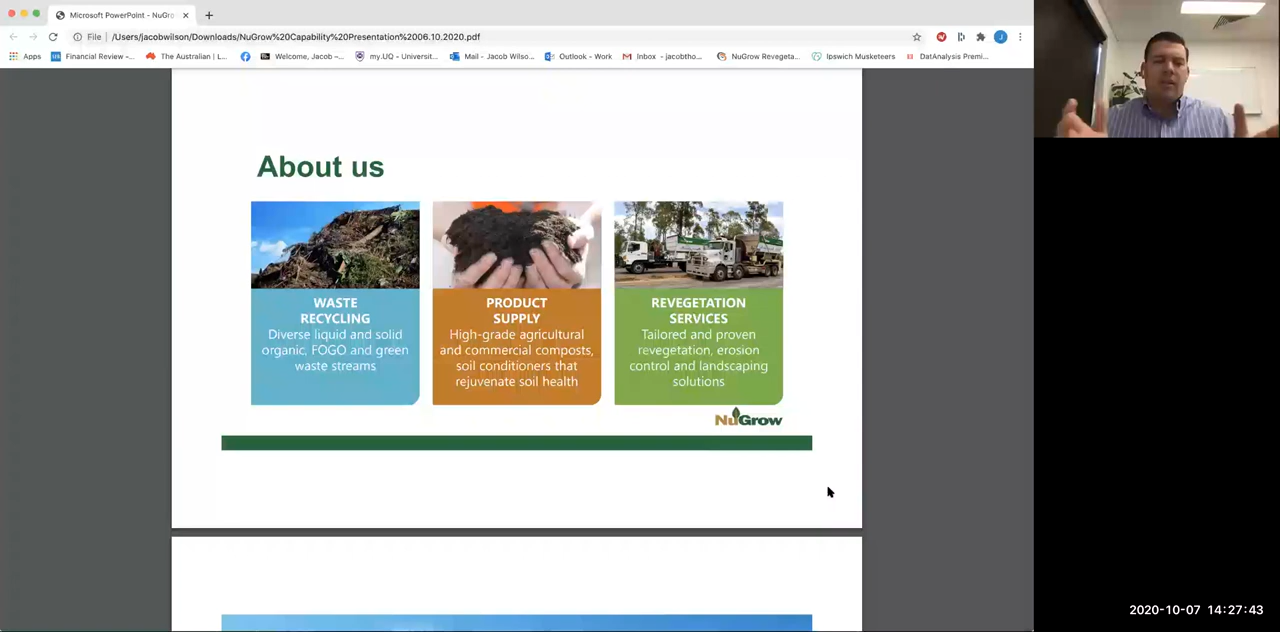 Microsoft PowerPoint - NuGro
File
/Users/jacobwilson/Downloads/NuGrow%20Capability%20Presentation%2006.10.2020.pdf
J
Apps
Financial Review –...
The Australian | L...
Welcome, Jacob –...
my.UQ - Universit...
Mail - Jacob Wilso...
Outlook - Work
Inbox - jacobtho...
NuGrow Revegeta...
Ipswich Musketeers
DatAnalysis Premi...
About us
WASTE
RECYCLING
Diverse liquid and solid
organic, FOGO and green
waste streams
PRODUCT
SUPPLY
High-grade agricultural
and commercial composts,
soil conditioners that
rejuvenate soil health
REVEGETATION
SERVICES
Tailored and proven
revegetation, erosion
control and landscaping
solutions
NuGrow
2020-10-07 14:27:43